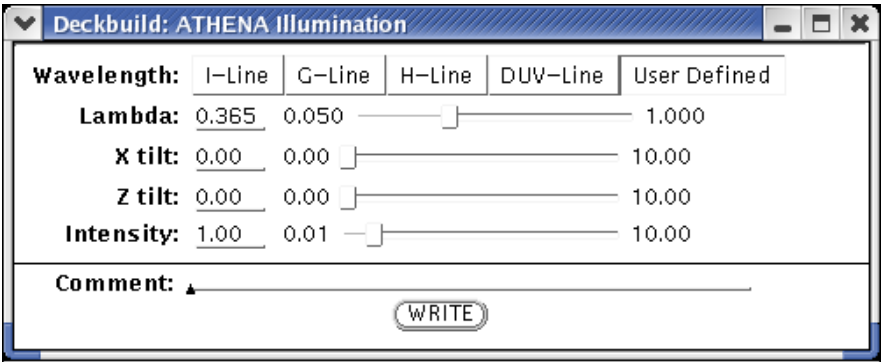 Deckbuild: ATHENA Illumination
Wavelength: I-Line G-Line H-Line DUV-Line User Defined
Lambda: 0.365 0.050 1.000
X tilt: 0.00 0.00 10.00
Z tilt: 0.00 0.00 10.00
Intensity: 1.00 0.01 10.00
Comment:
WRITE